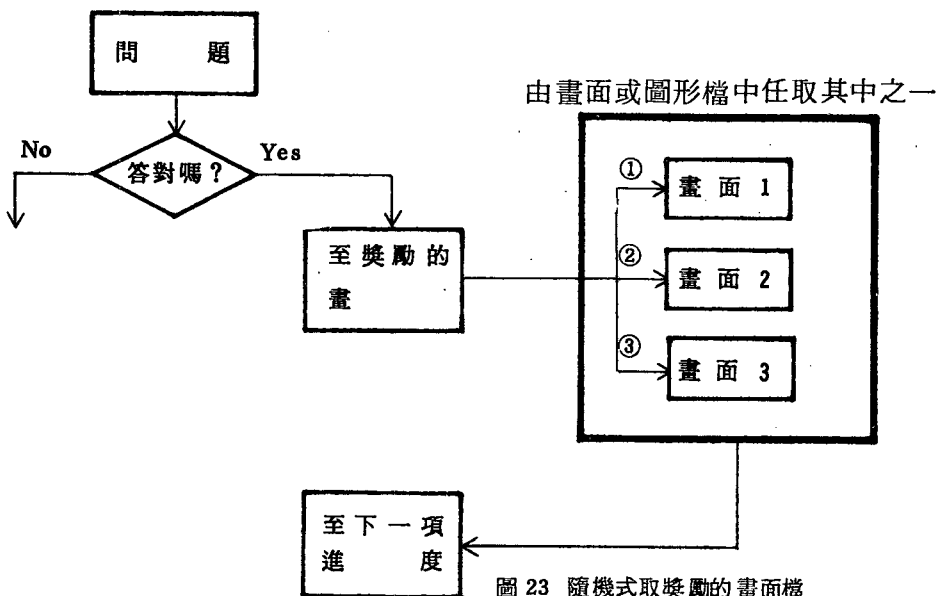 問 題
由畫面或圖形檔中任取其中之一
No
答對嗎？
Yes
至獎勵的
畫
①
畫面 1
②
畫面 2
③
畫面 3
至下一項
進 度
圖 23 隨機式取獎勵的畫面檔